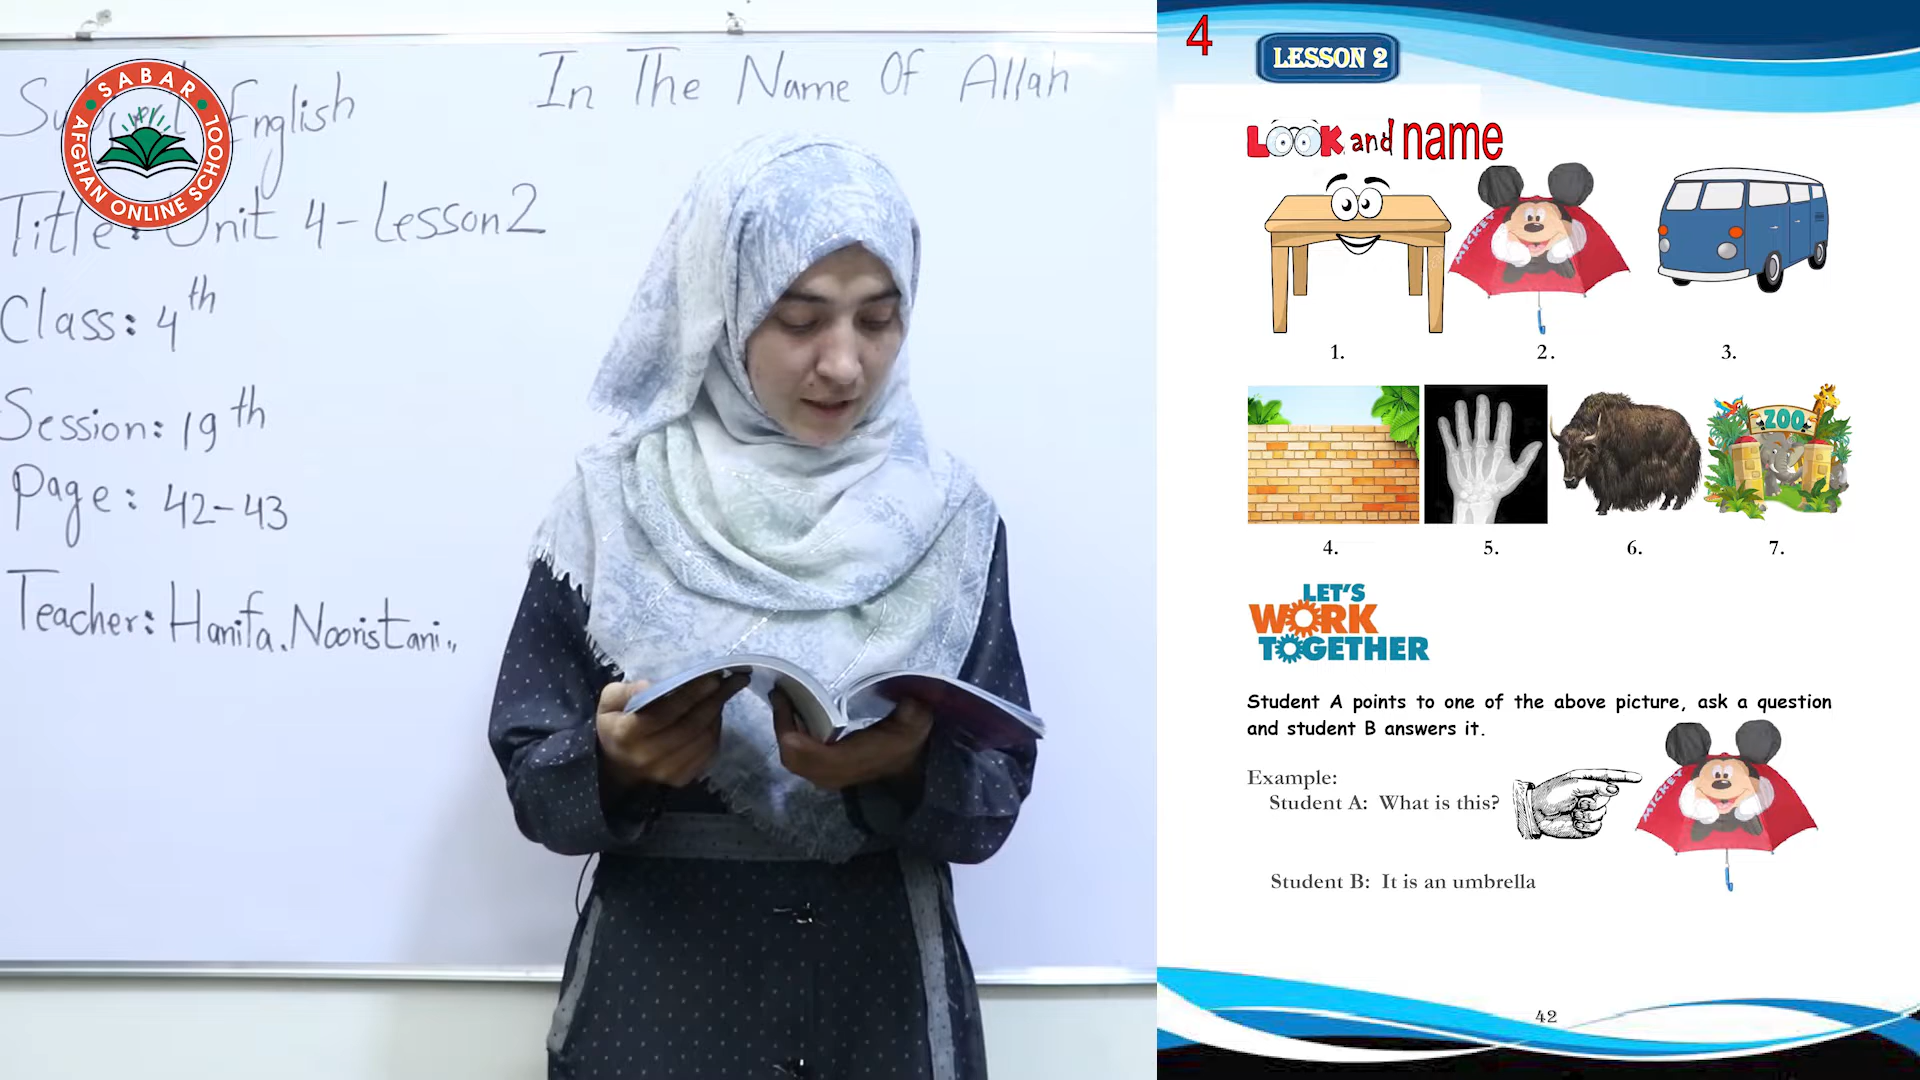 In The Name Of Allah
Subject: English
Title: Unit 4 - Lesson 2
Class: 4th
Session: 19th
Page: 42-43
Teacher: Hanifa. Nooristani
SABAR
AFGHAN ONLINE SCHOOL
4
LESSON 2
LOOK and name
MICKEY
1. 2. 3.
ZOO
4. 5. 6. 7.
LET'S
WORK
TOGETHER
Student A points to one of the above picture, ask a question
and student B answers it.
Example:
Student A: What is this?
MICKEY
Student B: It is an umbrella
42